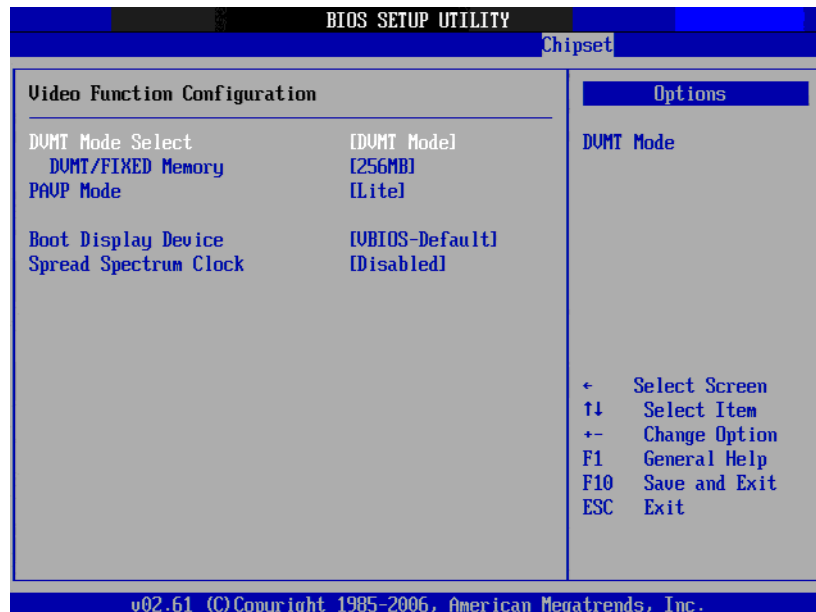 BIOS SETUP UTILITY
Chipset
Video Function Configuration
DVMT Mode Select [DVMT Mode]
DVMT/FIXED Memory [256MB]
PAVP Mode [Lite]
Boot Display Device [VBIOS-Default]
Spread Spectrum Clock [Disabled]
Options
DVMT Mode
← Select Screen
↑↓ Select Item
+- Change Option
F1 General Help
F10 Save and Exit
ESC Exit
v02.61 (C)Copyright 1985-2006, American Megatrends, Inc.